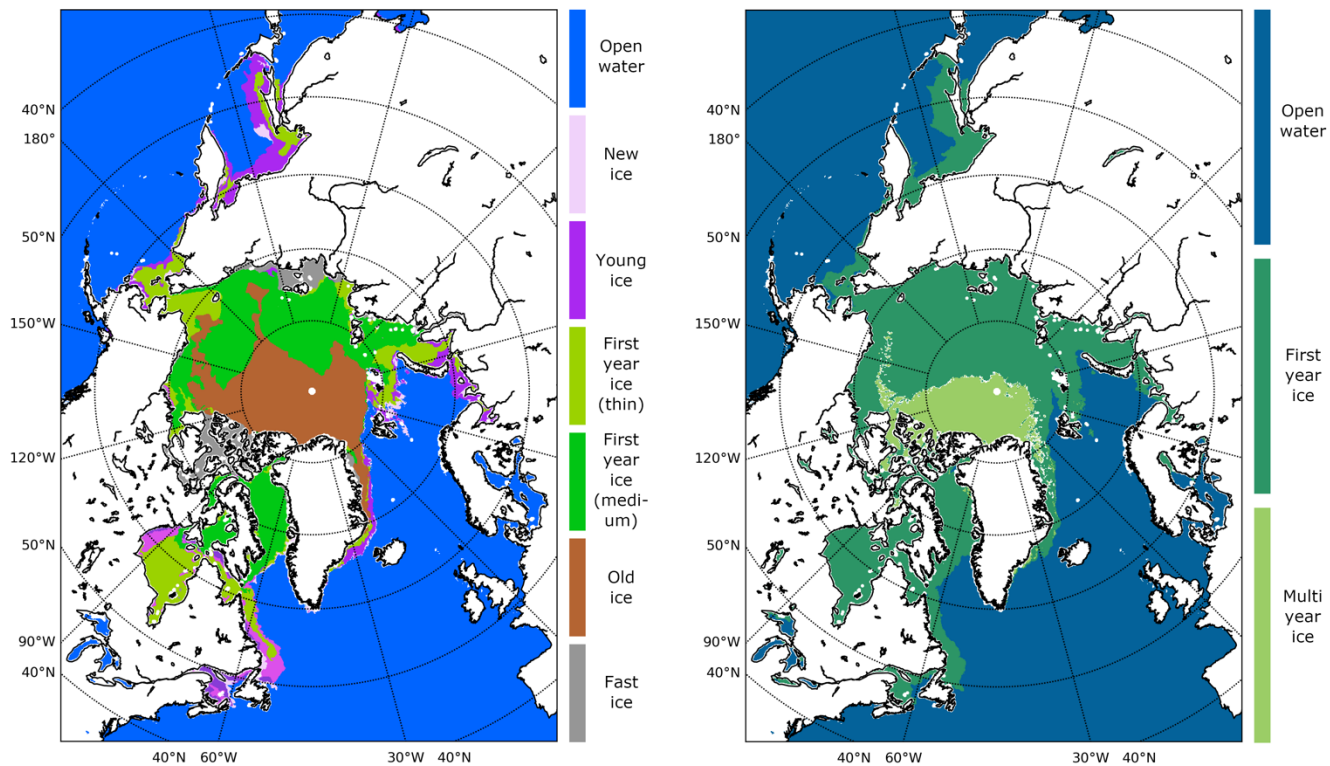 Open
water
New
ice
Young
ice
First
year
ice
(thin)
First
year
ice
(medi-
um)
Old
ice
Fast
ice
40°N
180°
50°N
150°W
120°W
50°N
90°W
40°N
40°N 60°W
30°W 40°N
Open
water
First
year
ice
Multi
year
ice
40°N
180°
50°N
150°W
120°W
50°N
90°W
40°N
40°N 60°W
30°W 40°N